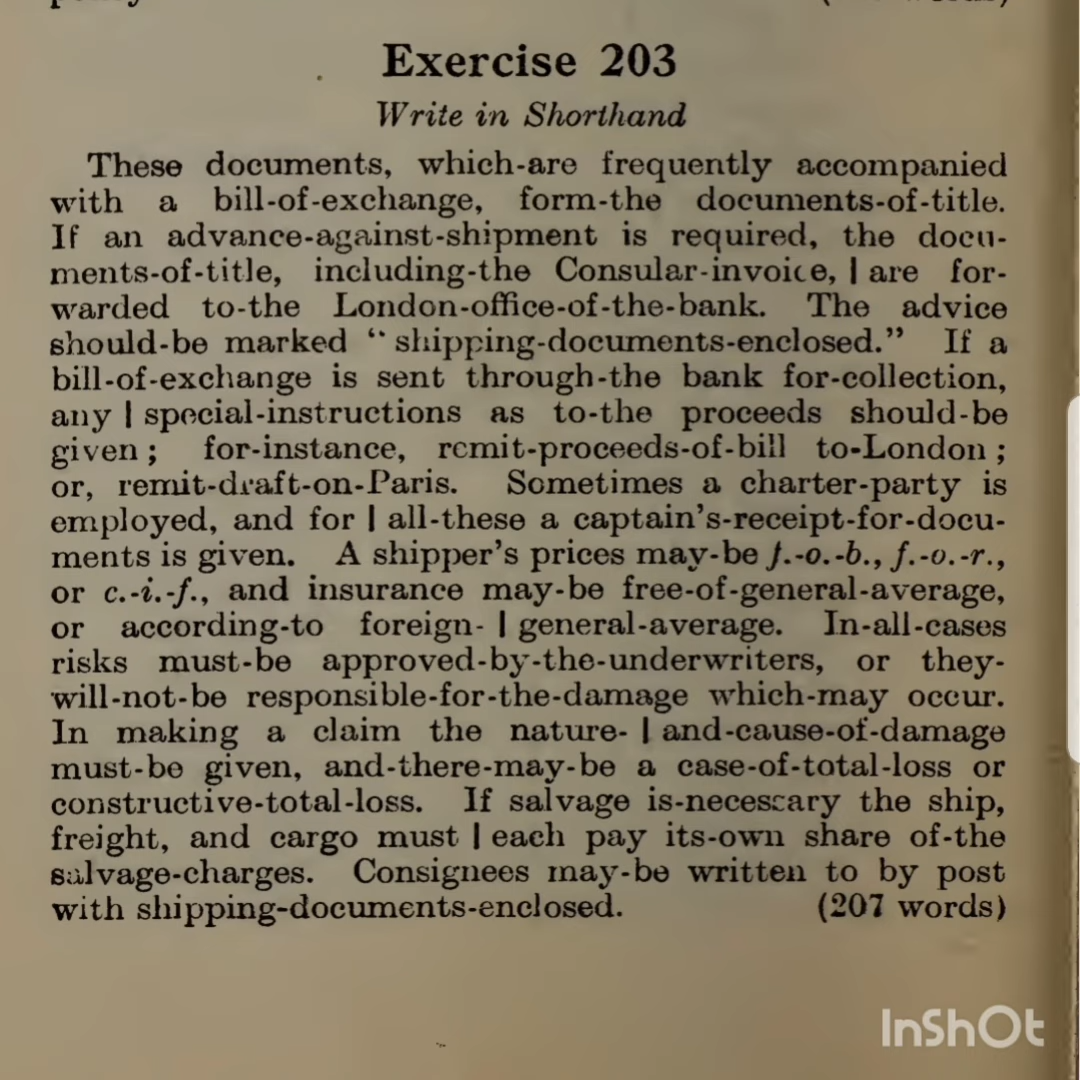 Exercise 203
Write in Shorthand
These documents, which-are frequently accompanied
with a bill-of-exchange, form-the documents-of-title.
If an advance-against-shipment is required, the docu-
ments-of-title, including-the Consular-invoice, | are for-
warded to-the London-office-of-the-bank. The advice
should-be marked “ shipping-documents-enclosed.” If a
bill-of-exchange is sent through-the bank for-collection,
any | special-instructions as to-the proceeds should-be
given ; for-instance, remit-proceeds-of-bill to-London ;
or, remit-draft-on-Paris. Sometimes a charter-party is
employed, and for | all-these a captain's-receipt-for-docu-
ments is given. A shipper's prices may-be f.-o.-b., f.-o.-r.,
or c.-i.-f., and insurance may-be free-of-general-average,
or according-to foreign- | general-average. In-all-cases
risks must-be approved-by-the-underwriters, or they-
will-not-be responsible-for-the-damage which-may occur.
In making a claim the nature- | and-cause-of-damage
must-be given, and-there-may-be a case-of-total-loss or
constructive-total-loss. If salvage is-necessary the ship,
freight, and cargo must | each pay its-own share of-the
salvage-charges. Consignees may-be written to by post
with shipping-documents-enclosed. (207 words)
InShOt